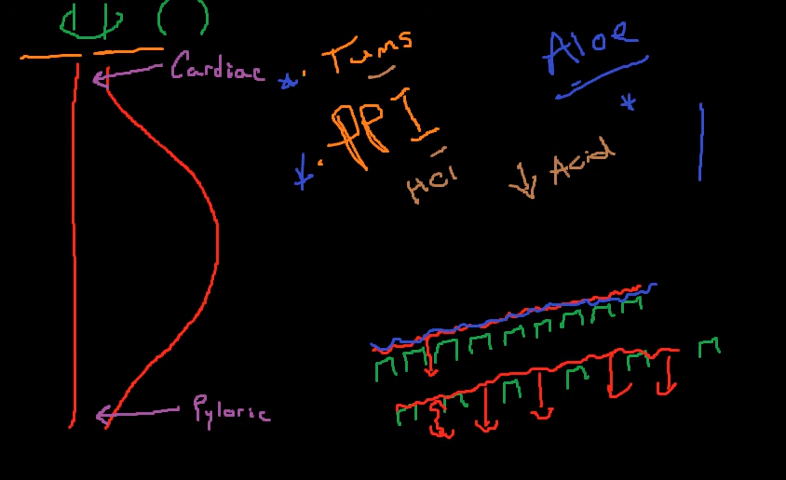 Aloe
Tums
Cardiac
PPI
HCl
Acid
Pyloric